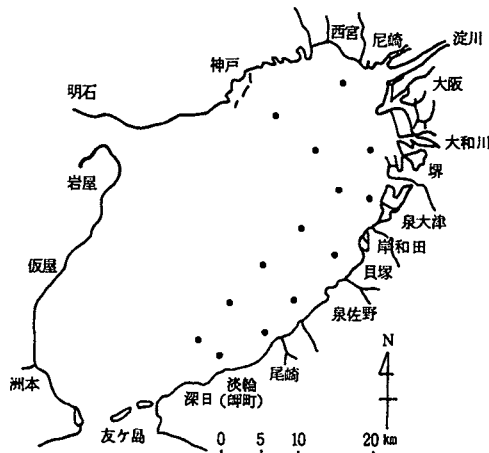 西宮
尼崎
淀川
神戸
大阪
明石
大和川
堺
岩屋
泉大津
岸和田
仮屋
貝塚
泉佐野
N
尾崎
洲本
淡輪
深日(岬町)
友ケ島
0 5 10 20 km